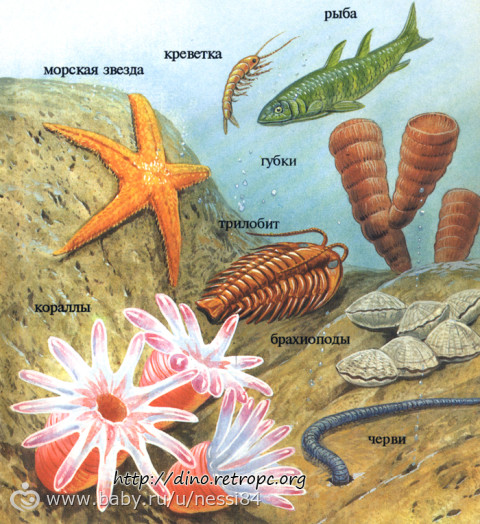 рыба
креветка
морская звезда
губки
трилобит
кораллы
брахиоподы
черви
http://dino.retropc.org
www.baby.ru/u/nessi84